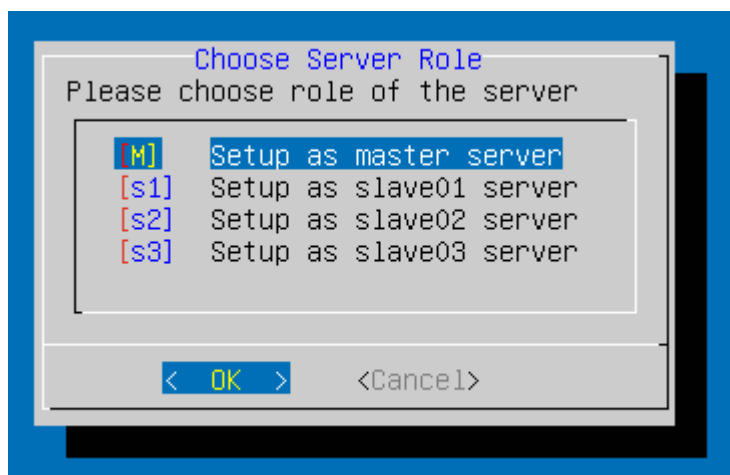 Choose Server Role
Please choose role of the server
[M] Setup as master server
[s1] Setup as slave01 server
[s2] Setup as slave02 server
[s3] Setup as slave03 server
< OK > <Cancel>